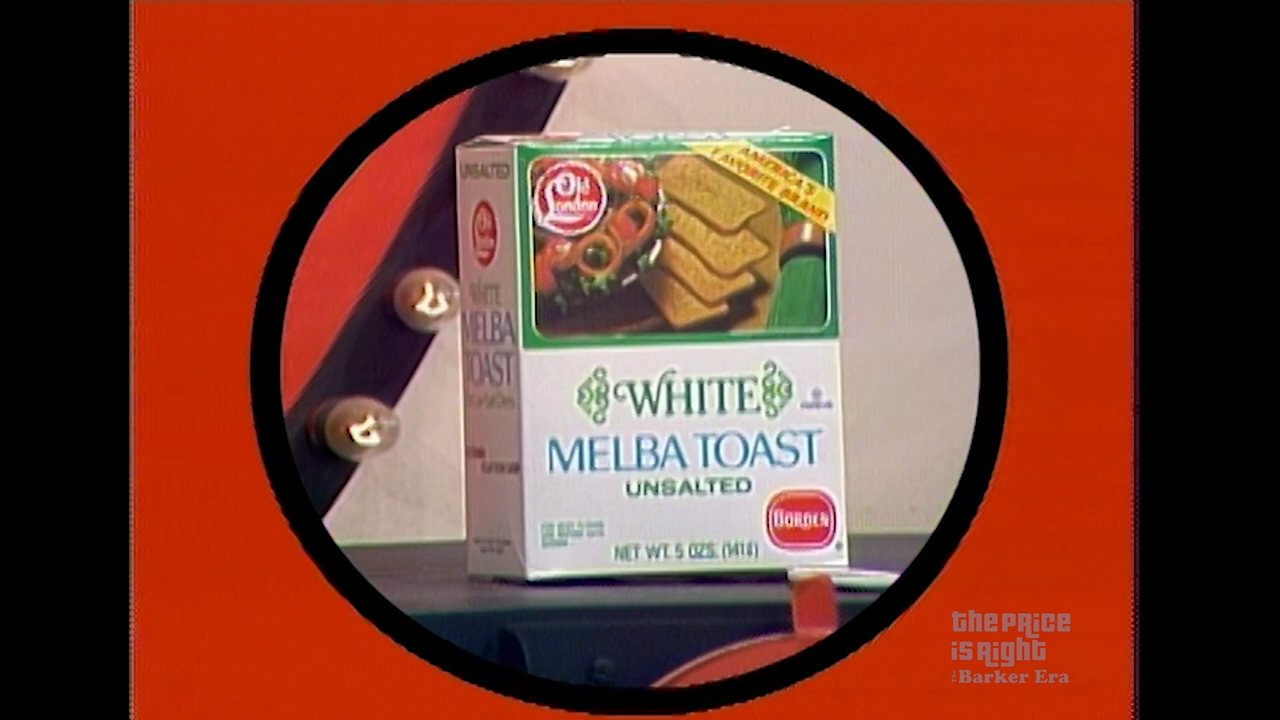 UNSALTED
Old
London
WHITE
MELBA
TOAST
AMERICA'S
FAVORITE BRAND
Old
London
WHITE
MELBA TOAST
UNSALTED
BORDEN
NET WT. 5 OZS. (141g)
the PRiCE
iS RiGht
THE Barker Era